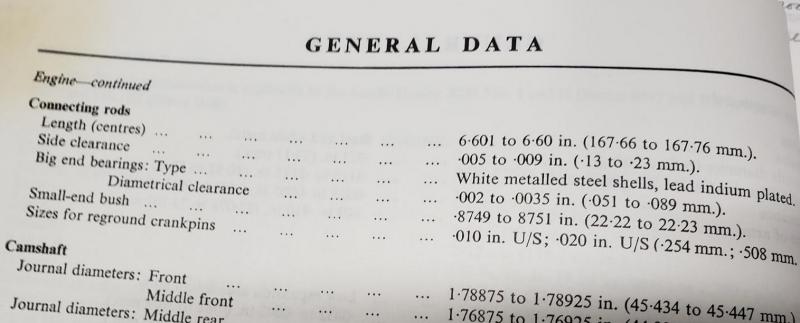 GENERAL DATA
Engine—continued
Connecting rods
Length (centres) ... ... ... ... ... 6·601 to 6·60 in. (167·66 to 167·76 mm.).
Side clearance ... ... ... ... ... ·005 to ·009 in. (·13 to ·23 mm.).
Big end bearings: Type ... ... ... ... ... White metalled steel shells, lead indium plated.
Diametrical clearance ... ... ... ·002 to ·0035 in. (·051 to ·089 mm.).
Small-end bush ... ... ... ... ... ·8749 to 8751 in. (22·22 to 22·23 mm.).
Sizes for reground crankpins ... ... ... ... ·010 in. U/S; ·020 in. U/S (·254 mm.; ·508 mm.
Camshaft
Journal diameters: Front ... ... ... ... 1·78875 to 1·78925 in. (45·434 to 45·447 mm.)
Middle front ... ... ... ... 1·76875 to 1·76925 in.
Journal diameters: Middle rear